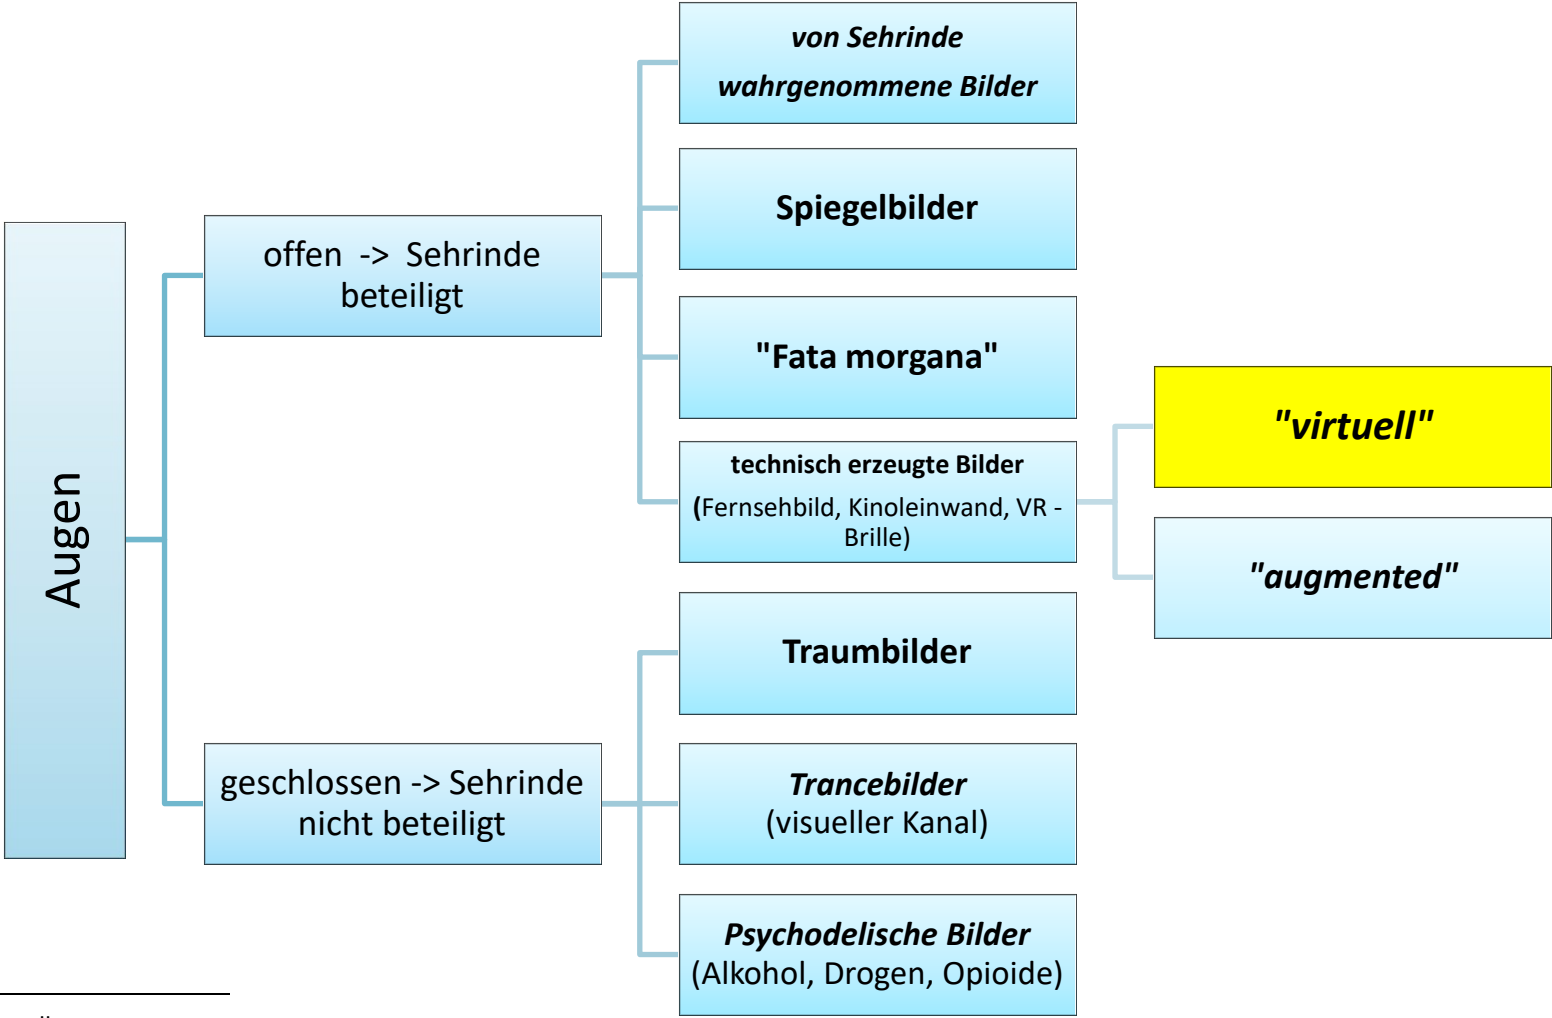 Augen
offen -> Sehrinde
beteiligt
von Sehrinde
wahrgenommene Bilder
Spiegelbilder
"Fata morgana"
technisch erzeugte Bilder
(Fernsehbild, Kinoleinwand, VR -
Brille)
"virtuell"
"augmented"
geschlossen -> Sehrinde
nicht beteiligt
Traumbilder
Trancebilder
(visueller Kanal)
Psychodelische Bilder
(Alkohol, Drogen, Opioide)